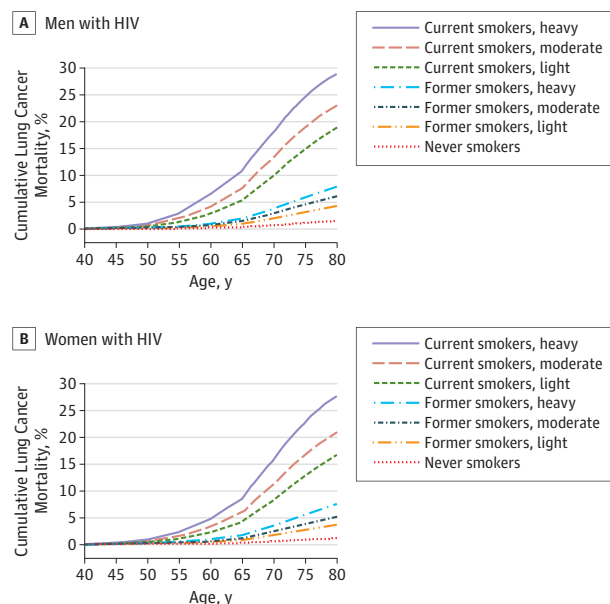 A Men with HIV
Current smokers, heavy
Current smokers, moderate
Current smokers, light
Former smokers, heavy
Former smokers, moderate
Former smokers, light
Never smokers
Cumulative Lung Cancer
Mortality, %
30
25
20
15
10
5
0
40 45 50 55 60 65 70 75 80
Age, y
B Women with HIV
Current smokers, heavy
Current smokers, moderate
Current smokers, light
Former smokers, heavy
Former smokers, moderate
Former smokers, light
Never smokers
Cumulative Lung Cancer
Mortality, %
30
25
20
15
10
5
0
40 45 50 55 60 65 70 75 80
Age, y